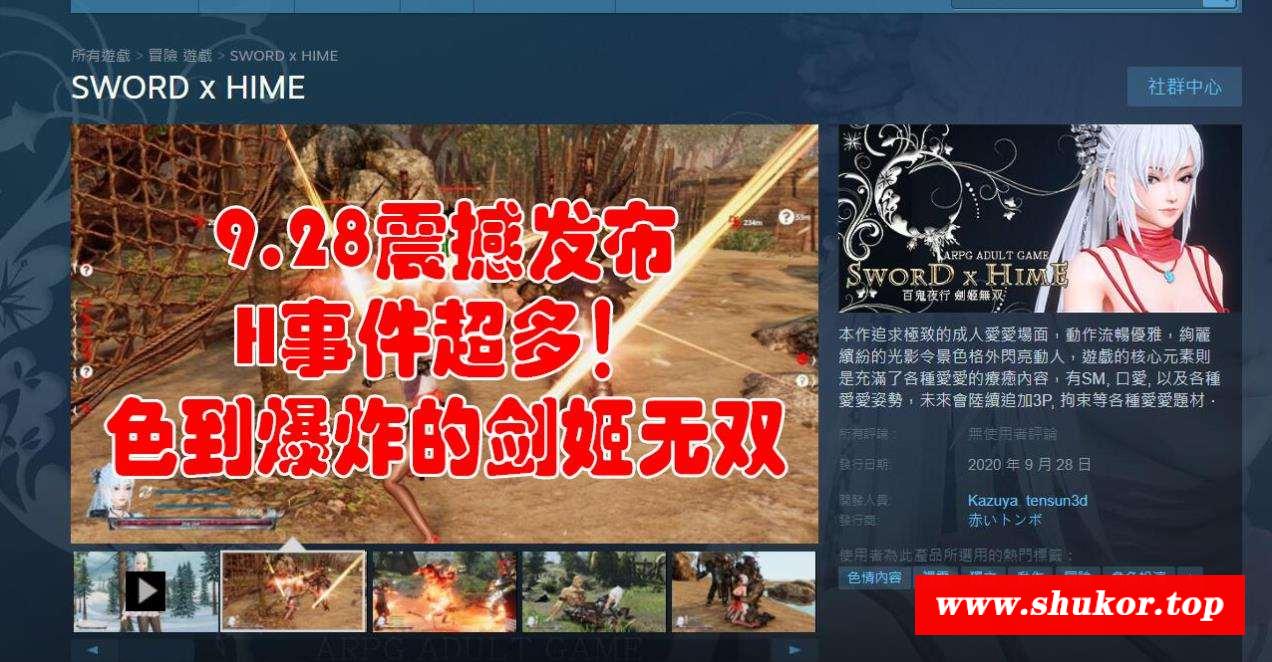 所有遊戲 > 冒險 遊戲 > SWORD x HIME
SWORD x HIME
社群中心
9.28震撼发布
H事件超多!
色到爆炸的剑姬无双
234m
ARPG ADULT GAME
SWORD x HIME
百鬼夜行 劍姬無双
本作追求極致的成人愛愛場面，動作流暢優雅，絢麗
繽紛的光影令景色格外閃亮動人，遊戲的核心元素則
是充滿了各種愛愛的療癒內容，有SM, 口愛, 以及各種
愛愛姿勢，未來會陸續追加3P, 拘束等各種愛愛題材．
所有評論： 無使用者評論
發行日期: 2020 年 9 月 28 日
開發人員: Kazuya tensun3d
發行商: 赤いトンボ
使用者為此產品所選用的熱門標籤：
色情內容
www.shukor.top
ARPG ADULT GAME